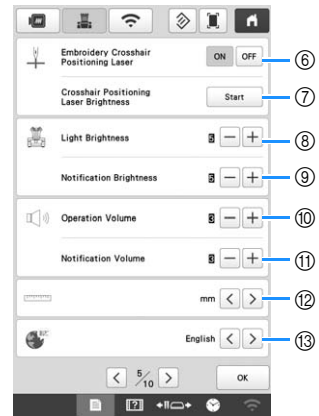 Embroidery Crosshair
Positioning Laser
ON OFF ⑥
Crosshair Positioning
Laser Brightness
Start ⑦
Light Brightness 5 − + ⑧
Notification Brightness 5 − + ⑨
Operation Volume 3 − + ⑩
Notification Volume 3 − + ⑪
mm < > ⑫
English < > ⑬
< 5/10 > OK